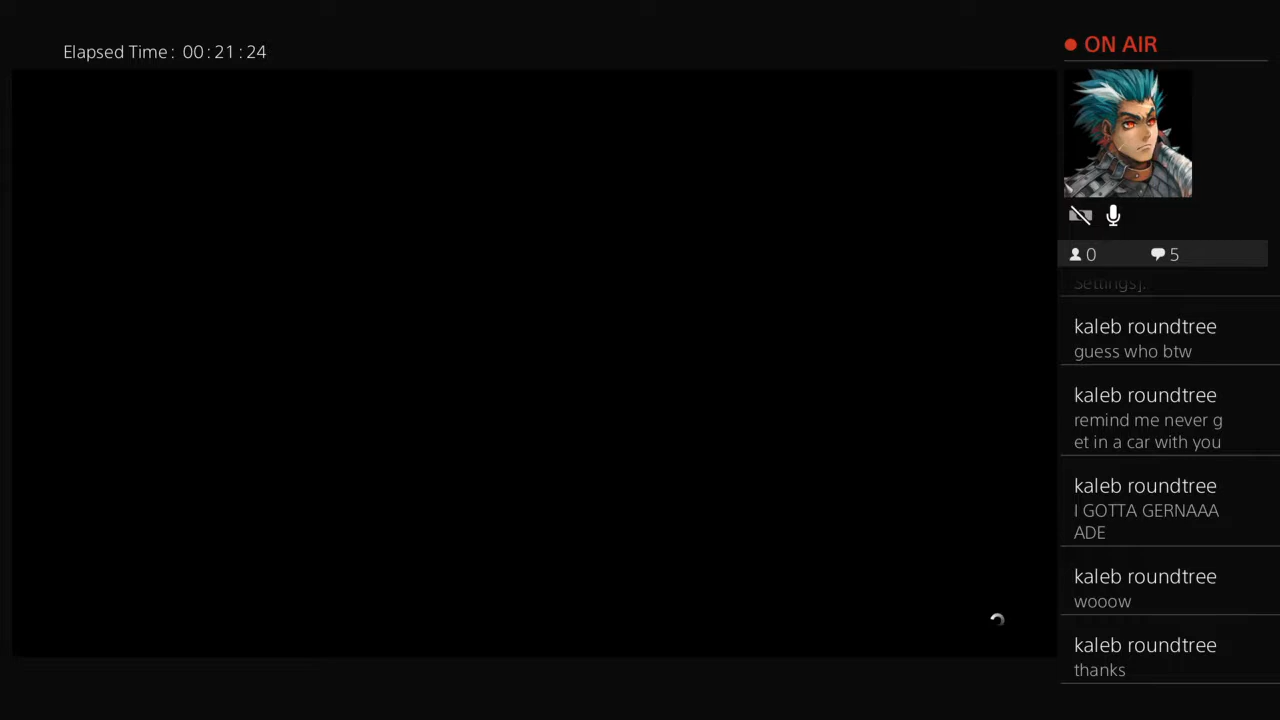 Elapsed Time: 00:21:24
ON AIR
0 5
Settings].
kaleb roundtree
guess who btw
kaleb roundtree
remind me never g
et in a car with you
kaleb roundtree
I GOTTA GERNAAA
ADE
kaleb roundtree
wooow
kaleb roundtree
thanks